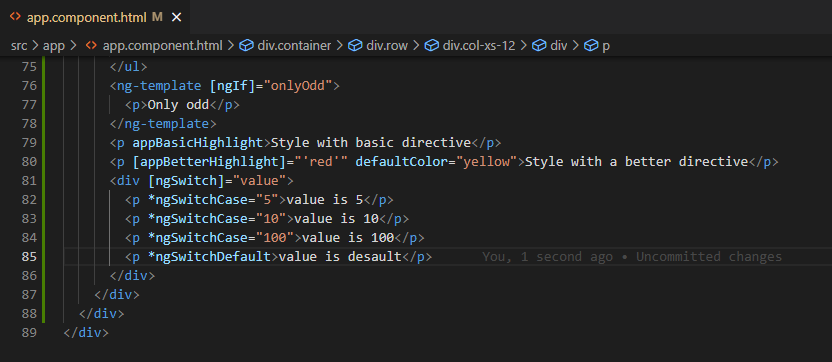 app.component.html M ×
src > app > app.component.html > div.container > div.row > div.col-xs-12 > div > p
75 </ul>
76 <ng-template [ngIf]="onlyOdd">
77 <p>Only odd</p>
78 </ng-template>
79 <p appBasicHighlight>Style with basic directive</p>
80 <p [appBetterHighlight]="'red'" defaultColor="yellow">Style with a better directive</p>
81 <div [ngSwitch]="value">
82 <p *ngSwitchCase="5">value is 5</p>
83 <p *ngSwitchCase="10">value is 10</p>
84 <p *ngSwitchCase="100">value is 100</p>
85 <p *ngSwitchDefault>value is desault</p> You, 1 second ago • Uncommitted changes
86 </div>
87 </div>
88 </div>
89 </div>